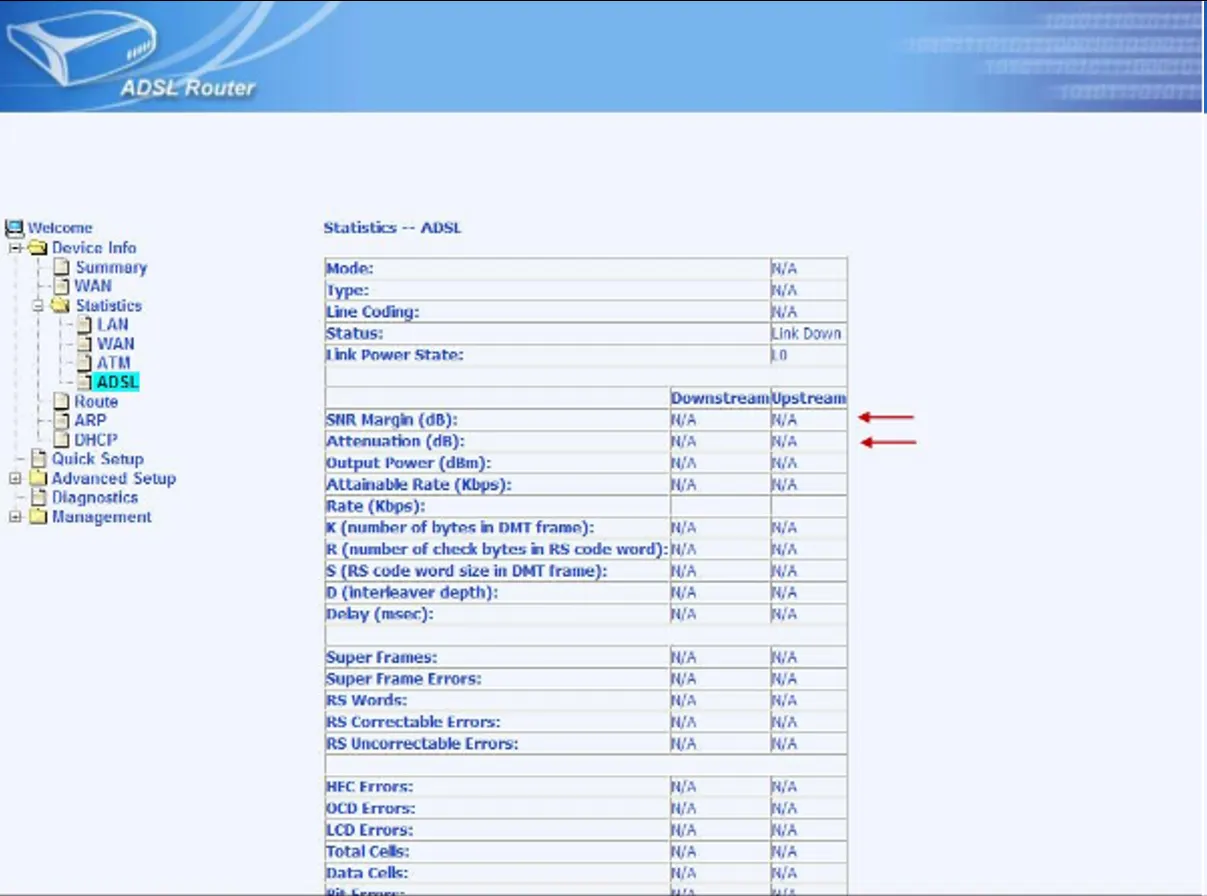 ADSL Router
Welcome
Device Info
Summary
WAN
Statistics
LAN
WAN
ATM
ADSL
Route
ARP
DHCP
Quick Setup
Advanced Setup
Diagnostics
Management
Statistics -- ADSL
Mode: N/A
Type: N/A
Line Coding: N/A
Status: Link Down
Link Power State: L0
Downstream Upstream
SNR Margin (dB): N/A N/A
Attenuation (dB): N/A N/A
Output Power (dBm): N/A N/A
Attainable Rate (Kbps): N/A N/A
Rate (Kbps):
K (number of bytes in DMT frame): N/A N/A
R (number of check bytes in RS code word): N/A N/A
S (RS code word size in DMT frame): N/A N/A
D (interleaver depth): N/A N/A
Delay (msec): N/A N/A
Super Frames: N/A N/A
Super Frame Errors: N/A N/A
RS Words: N/A N/A
RS Correctable Errors: N/A N/A
RS Uncorrectable Errors: N/A N/A
HEC Errors: N/A N/A
OCD Errors: N/A N/A
LCD Errors: N/A N/A
Total Cells: N/A N/A
Data Cells: N/A N/A
Bit Errors: N/A N/A